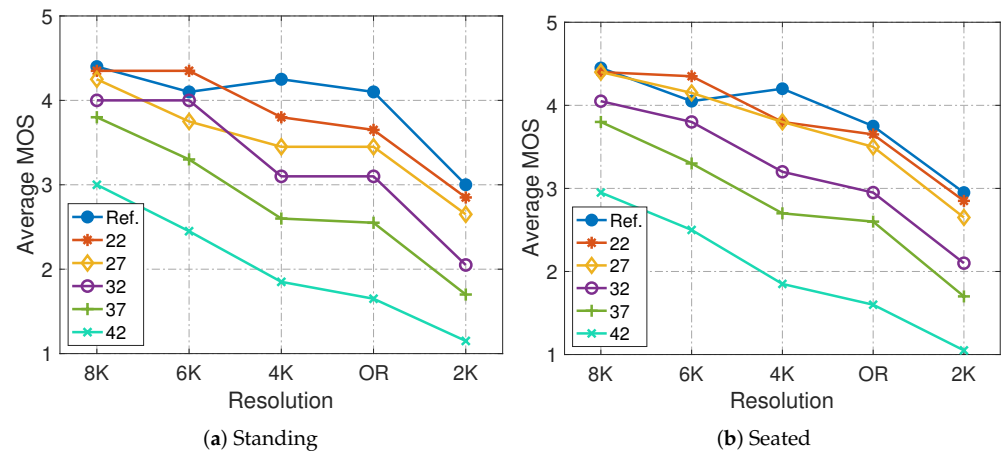 5
4
3
2
1
Average MOS
Ref.
22
27
32
37
42
8K 6K 4K OR 2K
Resolution
(a) Standing
5
4
3
2
1
Average MOS
Ref.
22
27
32
37
42
8K 6K 4K OR 2K
Resolution
(b) Seated